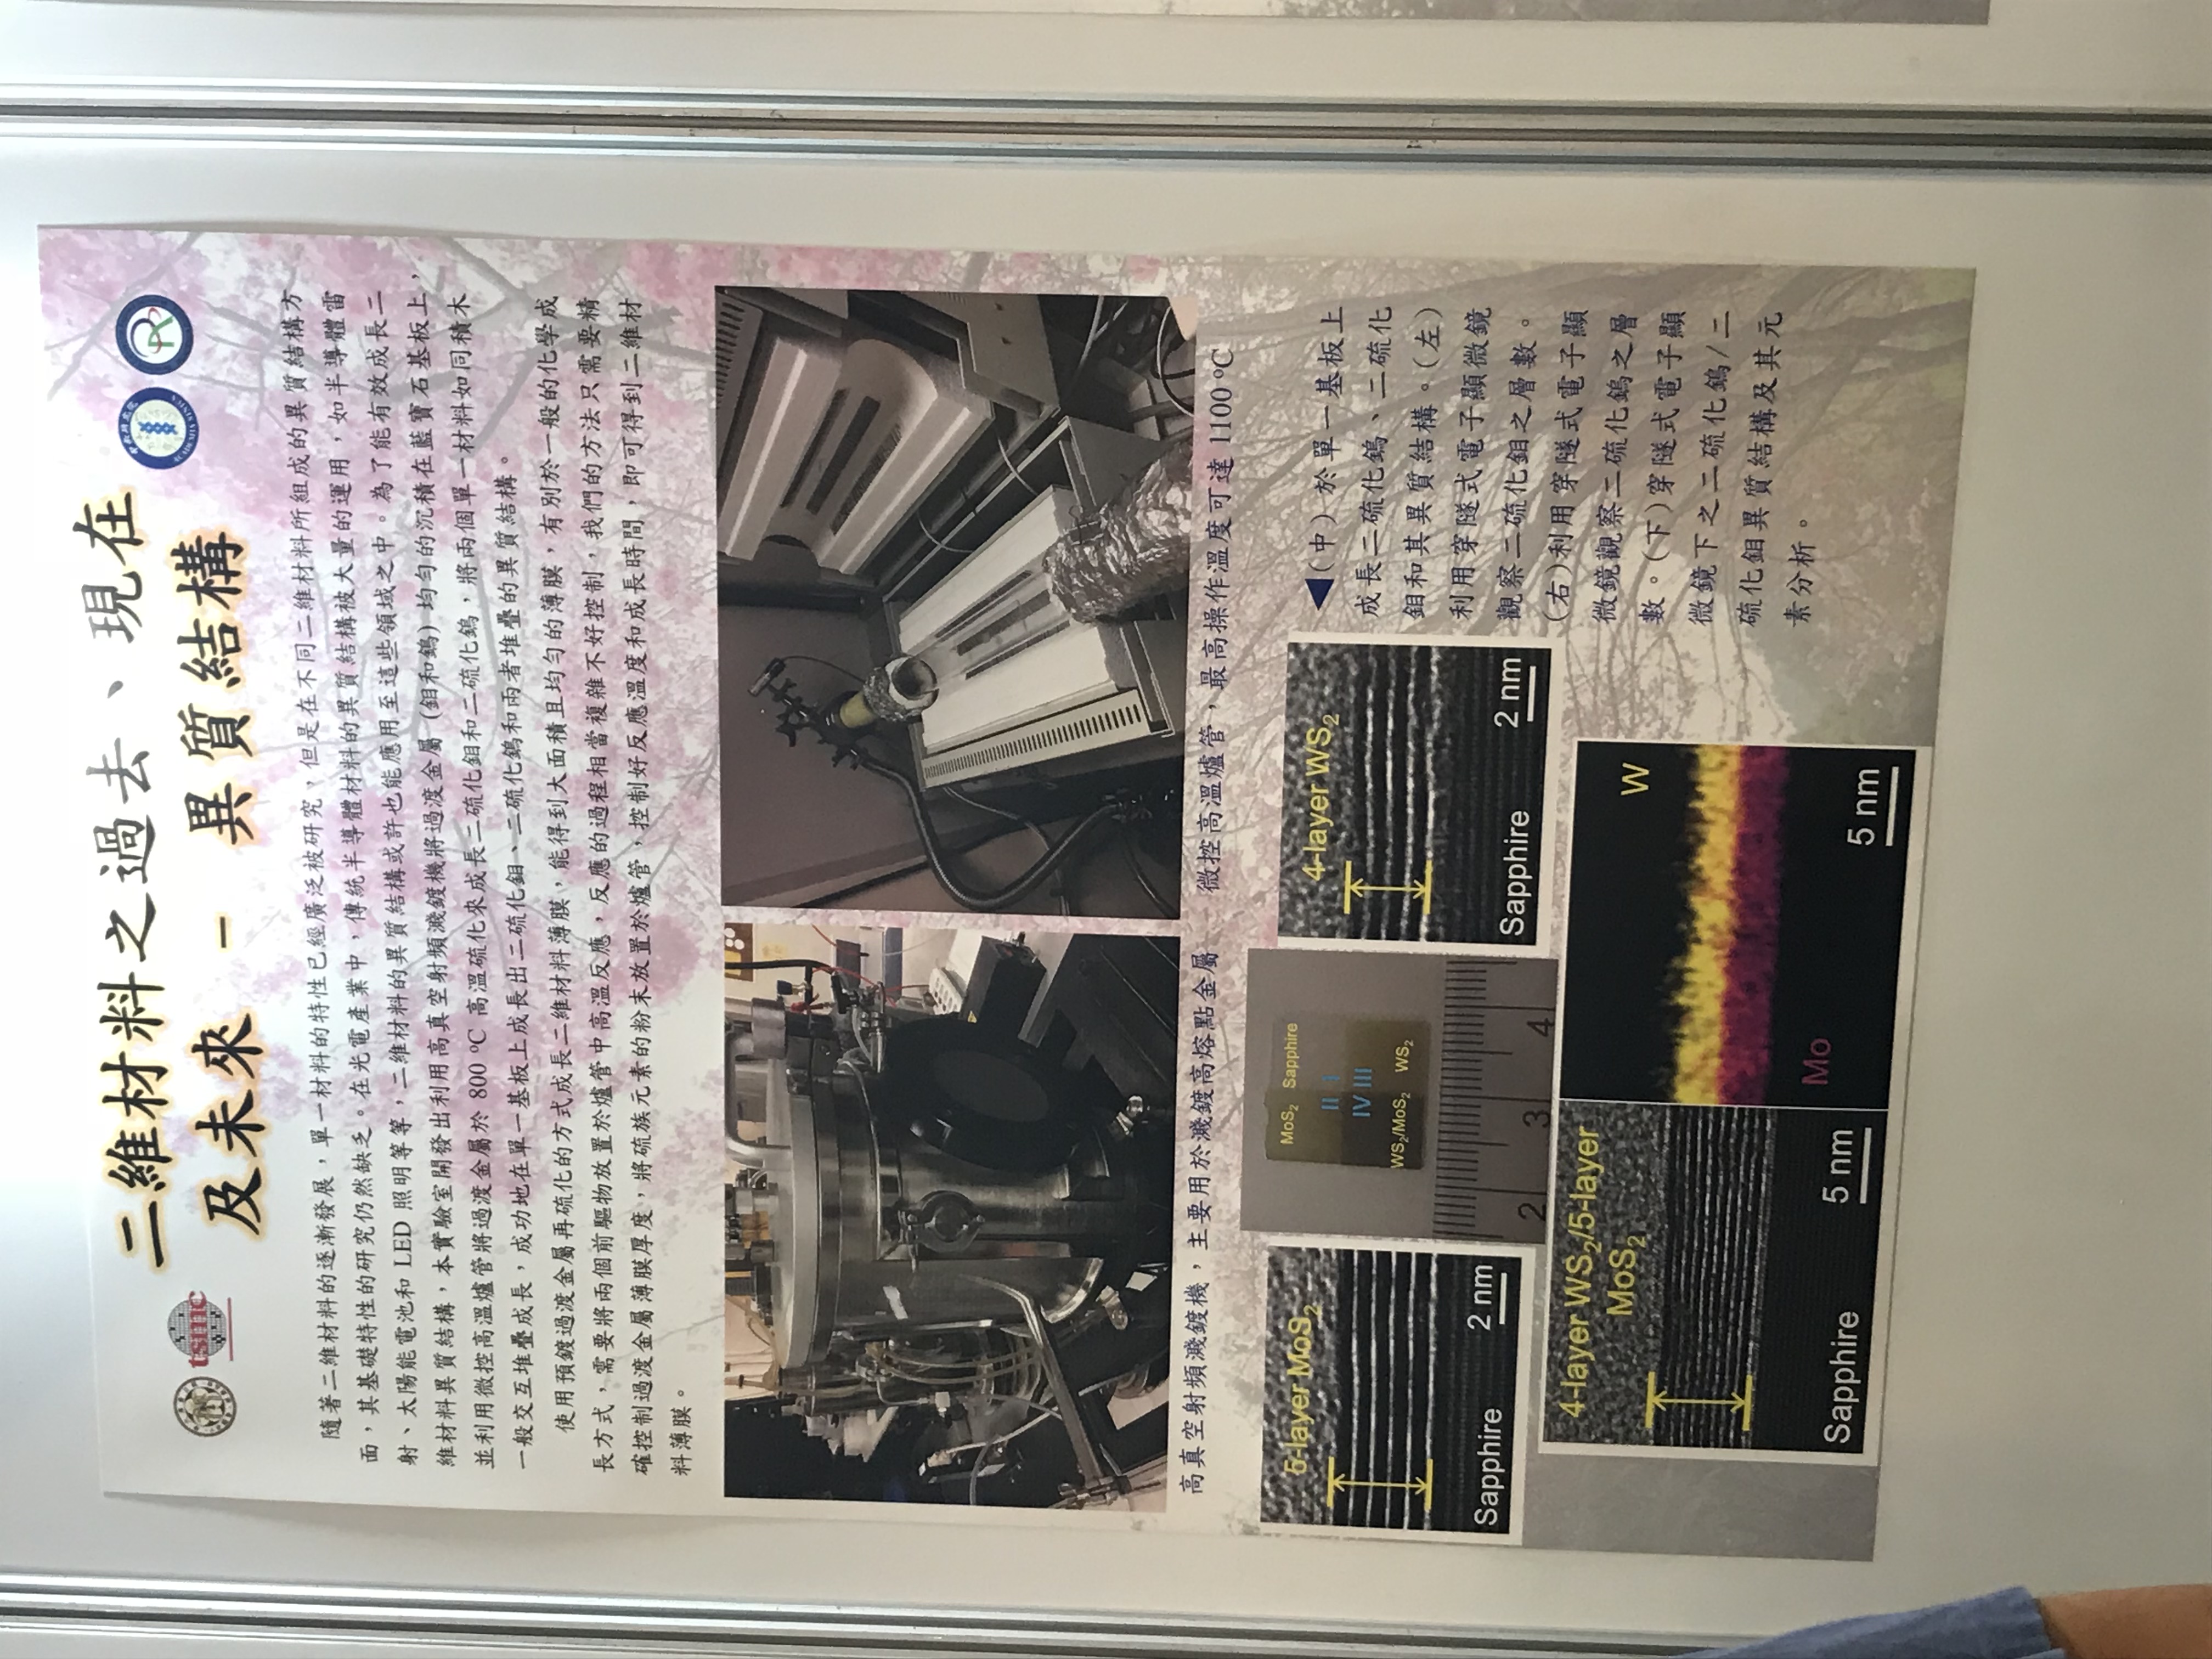 二維材料之過去、現在
及未來 － 異質結構
tsmc
中央研究院
ACADEMIA SINICA
隨著二維材料的逐漸發展，單一材料的特性已經廣泛被研究，但是在不同二維材料所組成的異質結構方
面，其基礎特性的研究仍然缺乏。在光電產業中，傳統半導體材料的異質結構被大量的運用，如半導體雷
射、太陽能電池和 LED 照明等等，二維材料的異質結構或許也能應用至這些領域之中。為了能有效成長二
維材料異質結構，本實驗室開發出利用高真空射頻濺鍍機將過渡金屬 (鉬和鎢) 均勻的沉積在藍寶石基板上，
並利用微控高溫爐管將過渡金屬於 800 ºC 高溫硫化來成長二硫化鉬和二硫化鎢，將兩個單一材料如同積木
一般交互堆疊成長，成功地在單一基板上成長出二硫化鉬、二硫化鎢和兩者堆疊的異質結構。
使用預鍍過渡金屬再硫化的方式成長二維材料薄膜，能得到大面積且均勻的薄膜，有別於一般的化學成
長方式，需要將兩個前驅物放置於爐管中高溫反應，反應的過程相當複雜不好控制，我們的方法只需要精
確控制過渡金屬薄膜厚度，將硫族元素的粉末放置於爐管，控制好反應溫度和成長時間，即可得到二維材
料薄膜。
高真空射頻濺鍍機，主要用於濺鍍高熔點金屬
微控高溫爐管，最高操作溫度可達 1100 ºC
5-layer MoS2
Sapphire
2 nm
MoS2 Sapphire
II I
IV III
WS2/MoS2 WS2
2 3 4
4-layer WS2
Sapphire
2 nm
4-layer WS2/5-layer
MoS2
Sapphire
5 nm
W
Mo
5 nm
◀(中) 於單一基板上
成長二硫化鎢、二硫化
鉬和其異質結構。(左)
利用穿隧式電子顯微鏡
觀察二硫化鉬之層數。
(右)利用穿隧式電子顯
微鏡觀察二硫化鎢之層
數。(下)穿隧式電子顯
微鏡下之二硫化鎢/二
硫化鉬異質結構及其元
素分析。